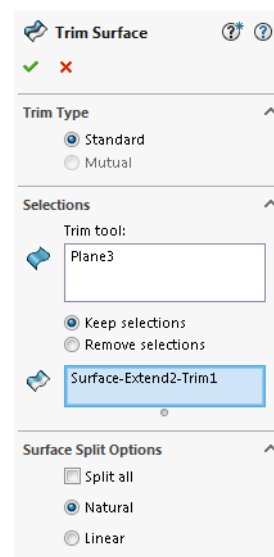 Trim Surface
Trim Type
Standard
Mutual
Selections
Trim tool:
Plane3
Keep selections
Remove selections
Surface-Extend2-Trim1
Surface Split Options
Split all
Natural
Linear